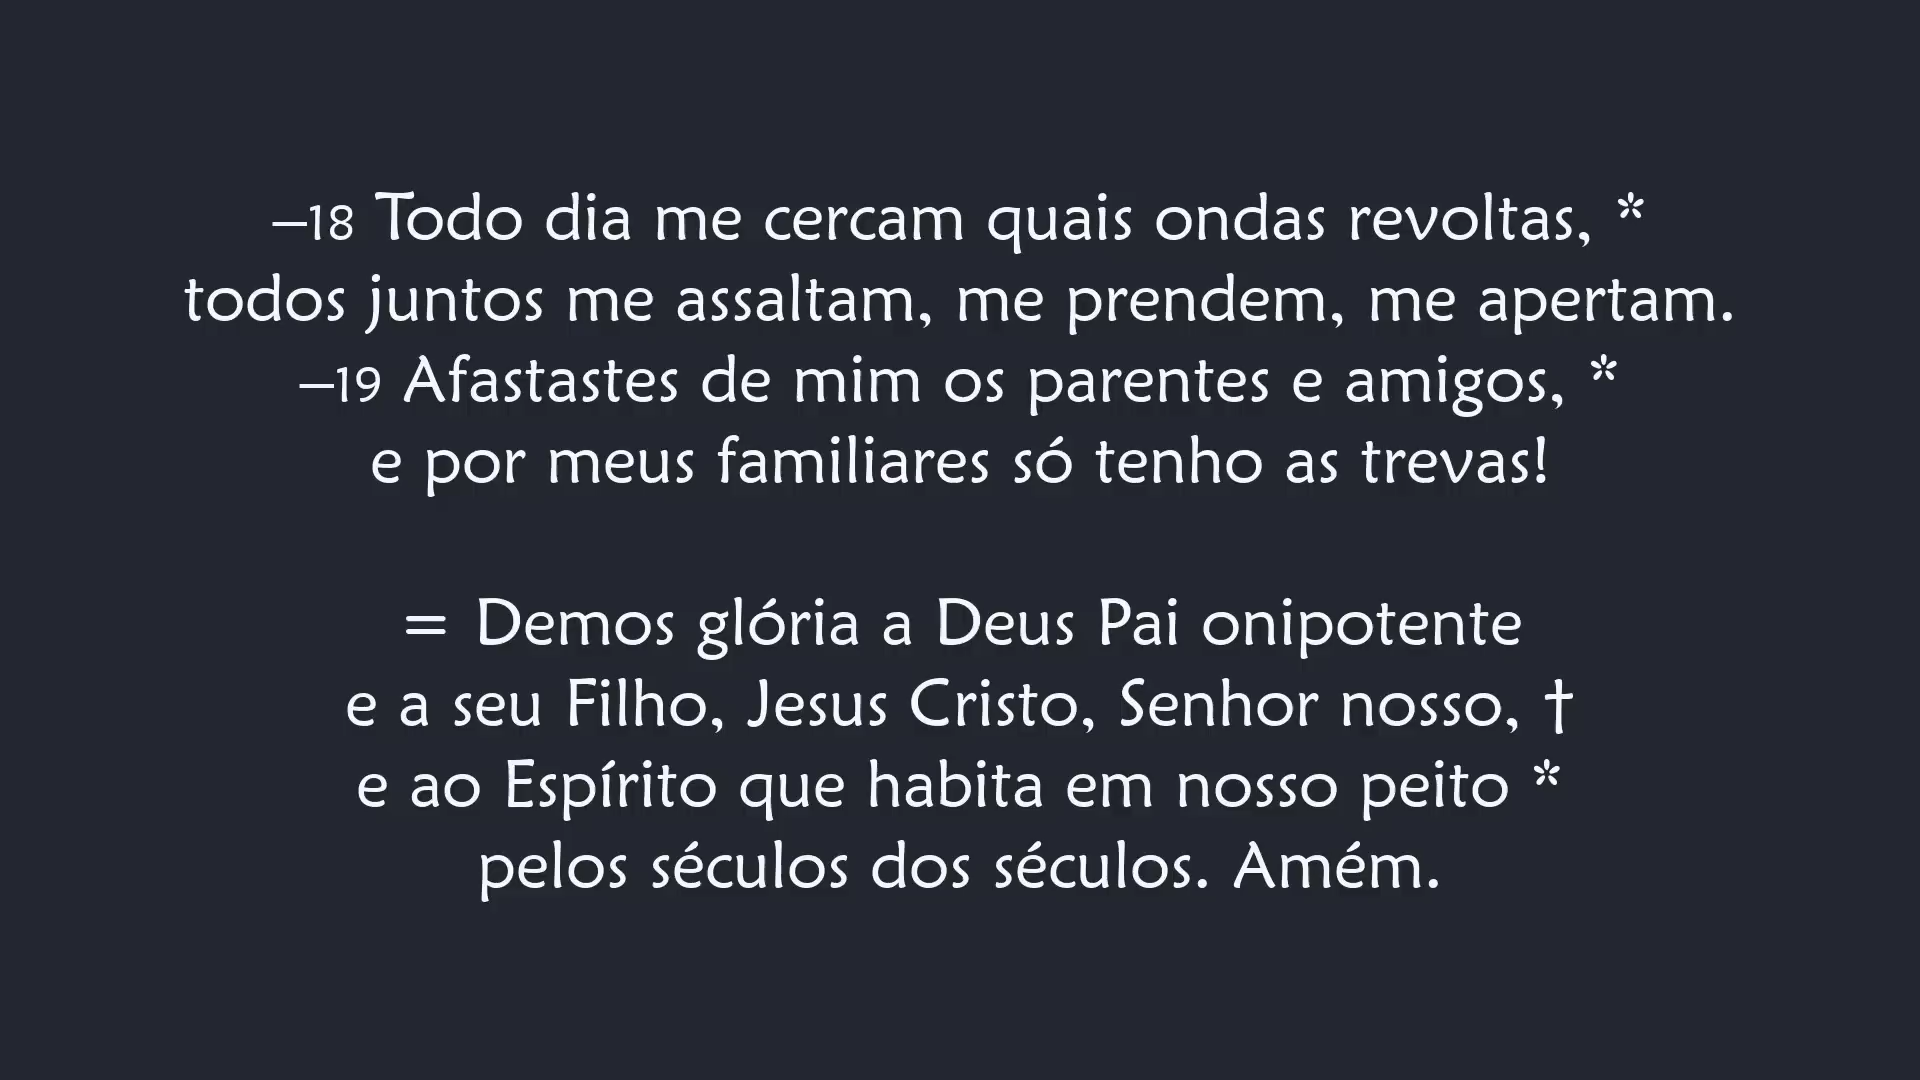 –18 Todo dia me cercam quais ondas revoltas, *
todos juntos me assaltam, me prendem, me apertam.
–19 Afastastes de mim os parentes e amigos, *
e por meus familiares só tenho as trevas!
= Demos glória a Deus Pai onipotente
e a seu Filho, Jesus Cristo, Senhor nosso, †
e ao Espírito que habita em nosso peito *
pelos séculos dos séculos. Amém.